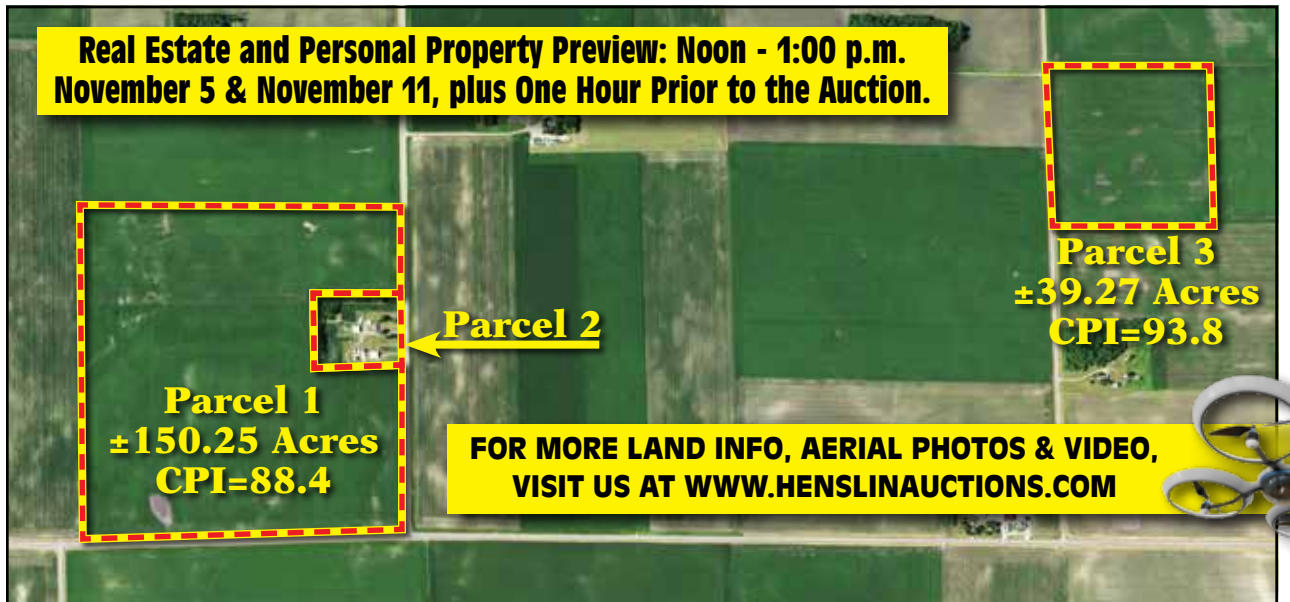 Real Estate and Personal Property Preview: Noon - 1:00 p.m.
November 5 & November 11, plus One Hour Prior to the Auction.
Parcel 3
±39.27 Acres
CPI=93.8
Parcel 2
Parcel 1
±150.25 Acres
CPI=88.4
FOR MORE LAND INFO, AERIAL PHOTOS & VIDEO,
VISIT US AT WWW.HENSLINAUCTIONS.COM